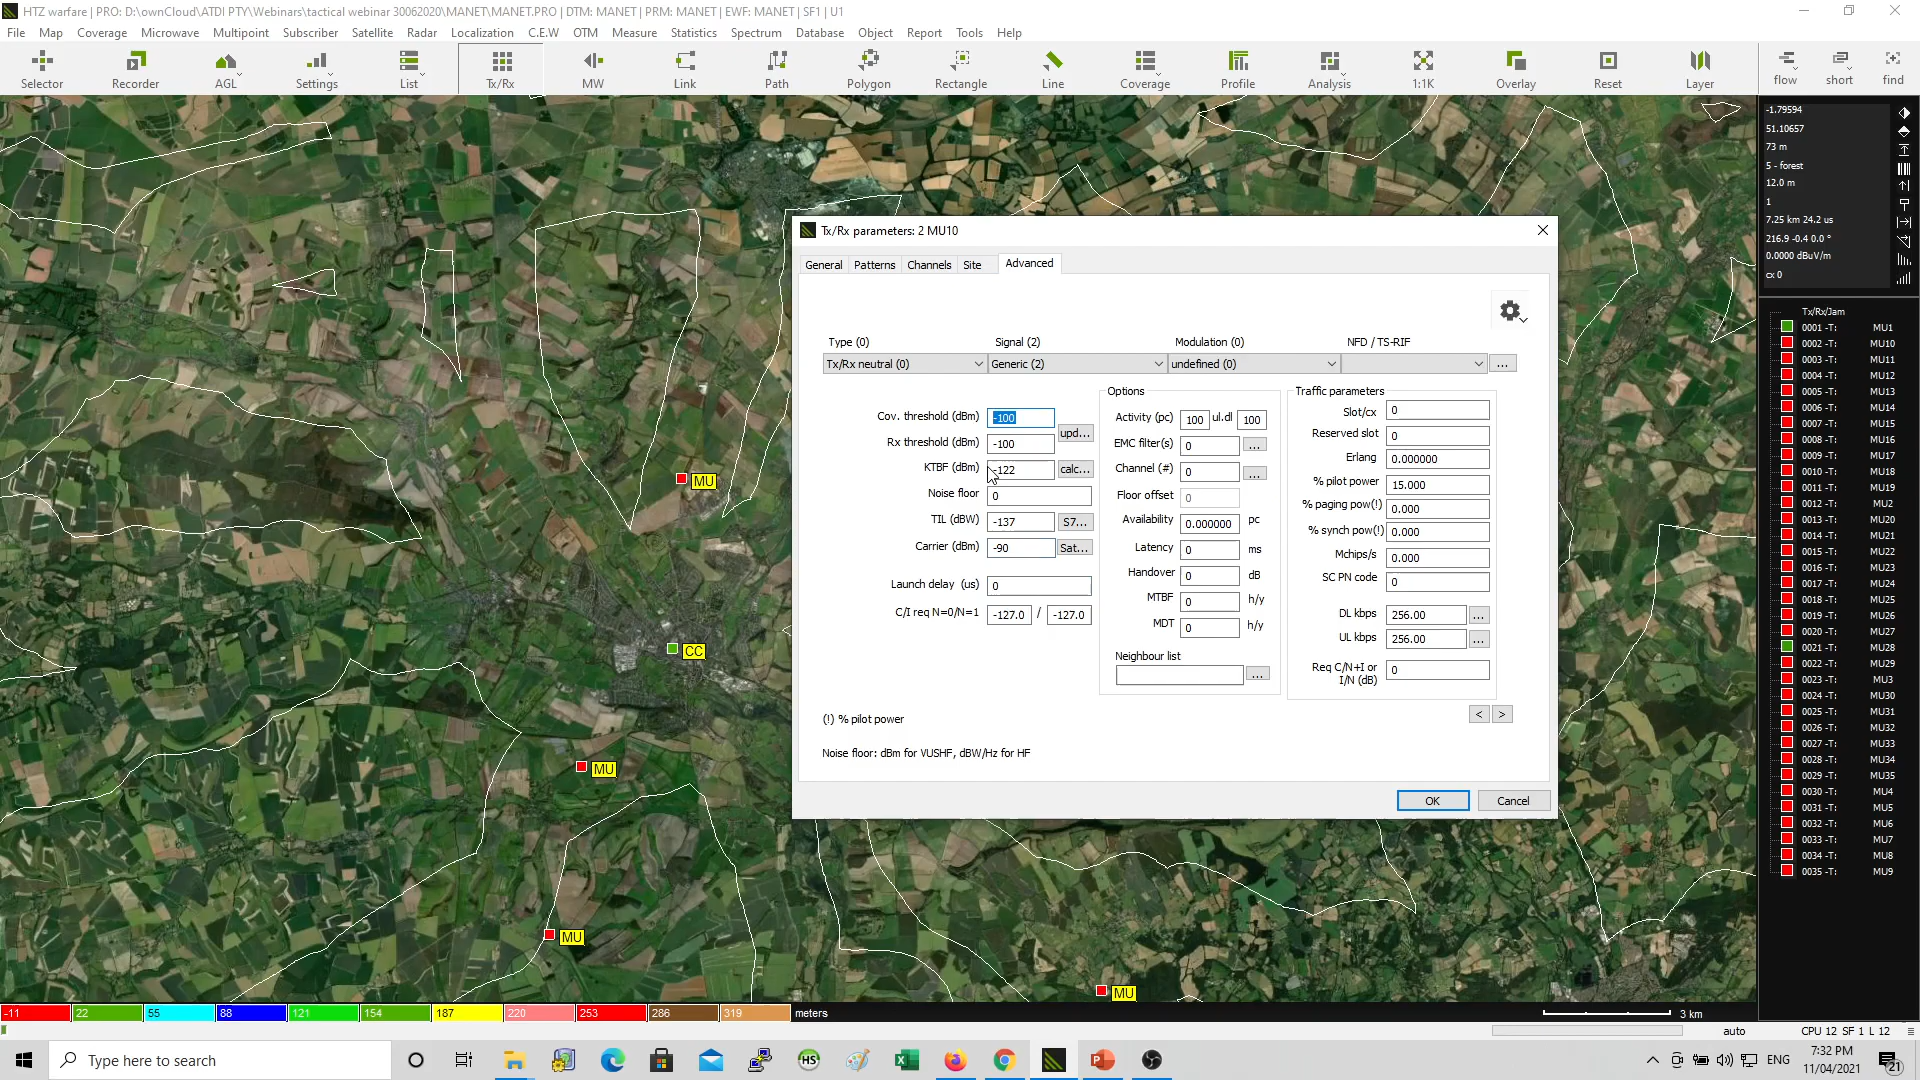 HTZ warfare | PRO: D:\ownCloud\ATDI PTY\Webinars\tactical webinar 30062020\MANET\MANET.PRO | DTM: MANET | PRM: MANET | EWF: MANET | SF1 | U1
File Map Coverage Microwave Multipoint Subscriber Satellite Radar Localization C.E.W OTM Measure Statistics Spectrum Database Object Report Tools Help
Selector Recorder AGL Settings List Tx/Rx MW Link Path Polygon Rectangle Line Coverage Profile Analysis 1:1K Overlay Reset Layer flow short find
-1.79594
51.10657
73 m
5 - forest
12.0 m
1
7.25 km 24.2 us
216.9 -0.4 0.0 °
0.0000 dBuV/m
cx 0
Tx/Rx/Jam
0001 -T: MU1
0002 -T: MU10
0003 -T: MU11
0004 -T: MU12
0005 -T: MU13
0006 -T: MU14
0007 -T: MU15
0008 -T: MU16
0009 -T: MU17
0010 -T: MU18
0011 -T: MU19
0012 -T: MU2
0013 -T: MU20
0014 -T: MU21
0015 -T: MU22
0016 -T: MU23
0017 -T: MU24
0018 -T: MU25
0019 -T: MU26
0020 -T: MU27
0021 -T: MU28
0022 -T: MU29
0023 -T: MU3
0024 -T: MU30
0025 -T: MU31
0026 -T: MU32
0027 -T: MU33
0028 -T: MU34
0029 -T: MU35
0030 -T: MU4
0031 -T: MU5
0032 -T: MU6
0033 -T: MU7
0034 -T: MU8
0035 -T: MU9
MU
CC
MU
MU
MU
Tx/Rx parameters: 2 MU10
General Patterns Channels Site Advanced
Type (0) Signal (2) Modulation (0) NFD / TS-RIF
Tx/Rx neutral (0) Generic (2) undefined (0) ...
Cov. threshold (dBm) -100
upd...
Rx threshold (dBm) -100
KTBF (dBm) -122 calc...
Noise floor 0
TIL (dBW) -137 S7...
Carrier (dBm) -90 Sat...
Launch delay (us) 0
C/I req N=0/N=1 -127.0 / -127.0
Options
Activity (pc) 100 ul.dl 100
EMC filter(s) 0 ...
Channel (#) 0 ...
Floor offset 0
Availability 0.000000 pc
Latency 0 ms
Handover 0 dB
MTBF 0 h/y
MDT 0 h/y
Neighbour list
...
Traffic parameters
Slot/cx 0
Reserved slot 0
Erlang 0.000000
% pilot power 15.000
% paging pow(!) 0.000
% synch pow(!) 0.000
Mchips/s 0.000
SC PN code 0
DL kbps 256.00 ...
UL kbps 256.00 ...
Req C/N+I or
I/N (dB) 0
< >
(!) % pilot power
Noise floor: dBm for VUSHF, dBW/Hz for HF
OK Cancel
-11 22 55 88 121 154 187 220 253 286 319 meters
3 km
auto CPU 12 SF 1 L 12
Type here to search
HS
ENG
7:32 PM
11/04/2021
21